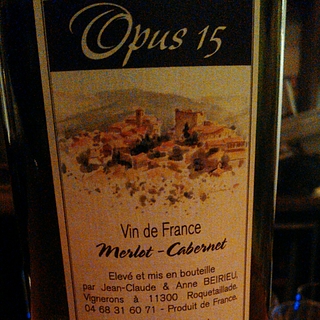 Opus 15
Vin de France
Merlot - Cabernet
Elevé et mis en bouteille
par Jean-Claude & Anne BEIRIEU,
Vignerons à 11300 Roquetaillade.
04 68 31 60 71 - Produit de France.